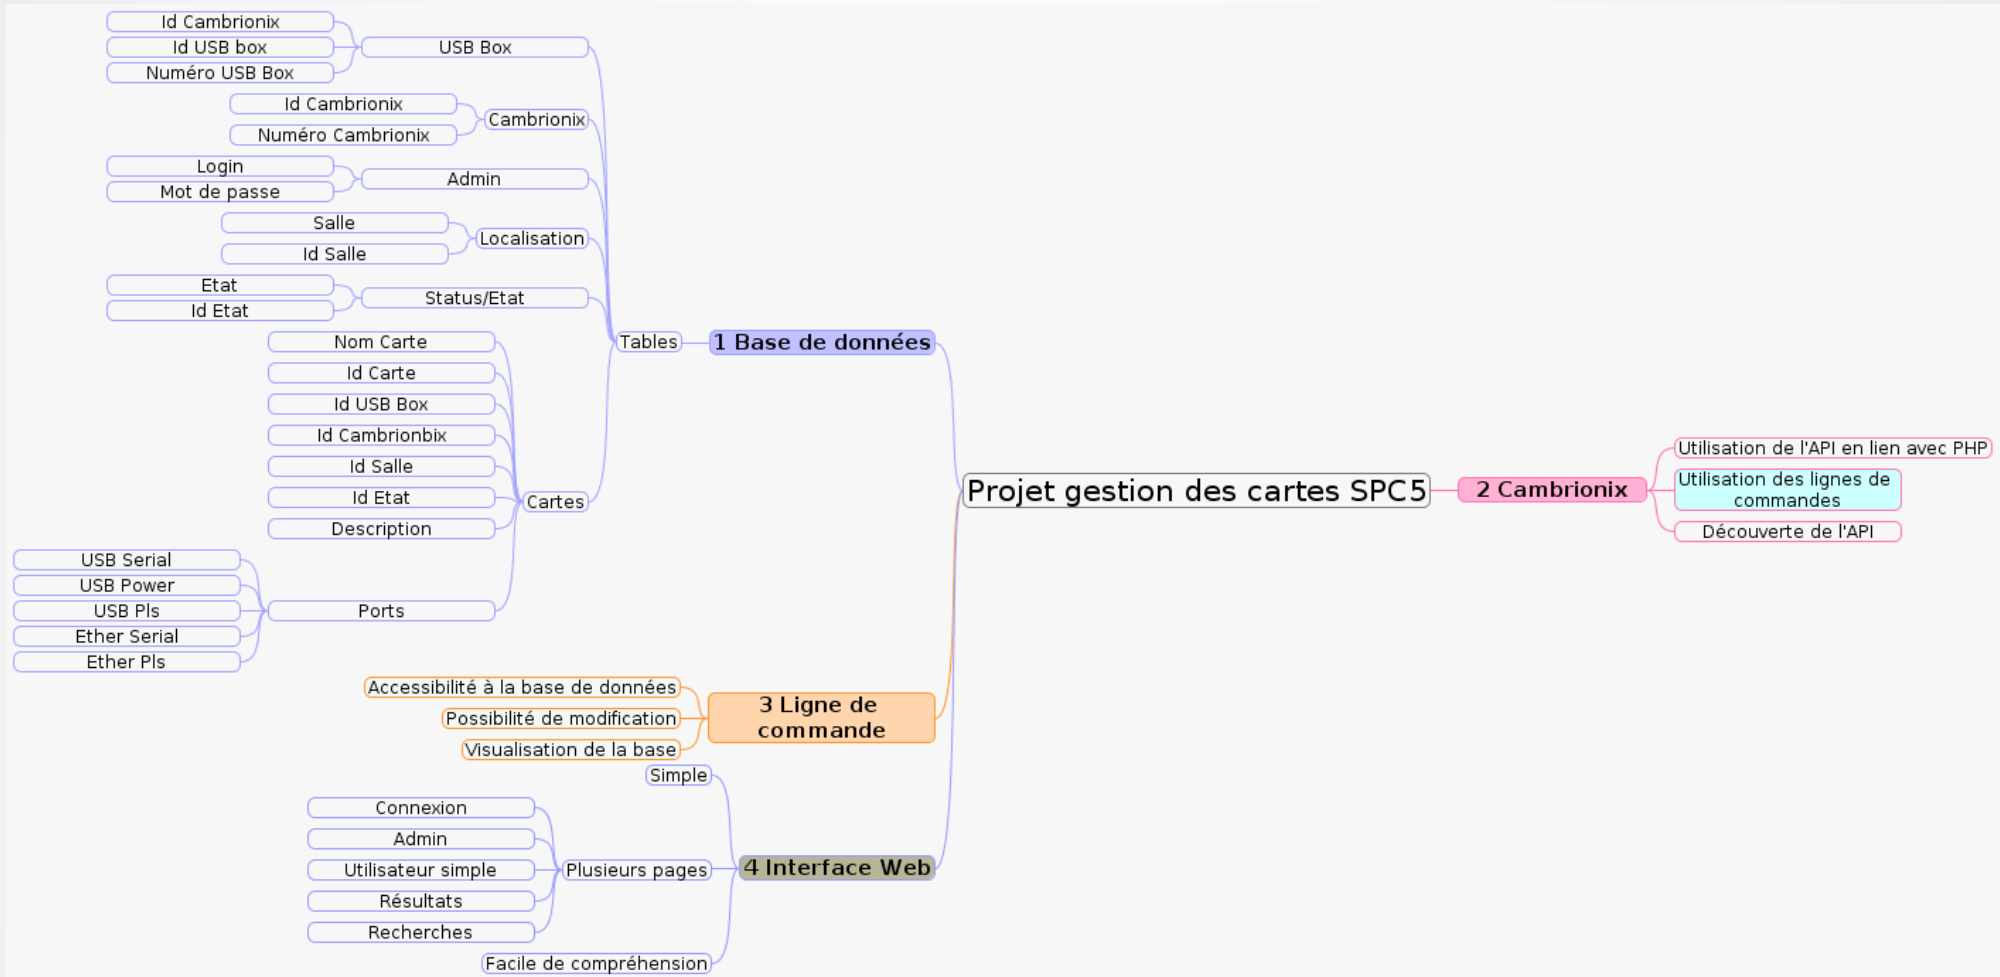 Id Cambrionix
Id USB box
Numéro USB Box
USB Box
Id Cambrionix
Numéro Cambrionix
Cambrionix
Login
Mot de passe
Admin
Salle
Id Salle
Localisation
Etat
Id Etat
Status/Etat
Nom Carte
Id Carte
Id USB Box
Id Cambrionbix
Id Salle
Id Etat
Description
Cartes
USB Serial
USB Power
USB Pls
Ether Serial
Ether Pls
Ports
Tables
1 Base de données
Projet gestion des cartes SPC5
2 Cambrionix
Utilisation de l'API en lien avec PHP
Utilisation des lignes de
commandes
Découverte de l'API
Accessibilité à la base de données
Possibilité de modification
Visualisation de la base
3 Ligne de
commande
Simple
Connexion
Admin
Utilisateur simple
Résultats
Recherches
Plusieurs pages
4 Interface Web
Facile de compréhension